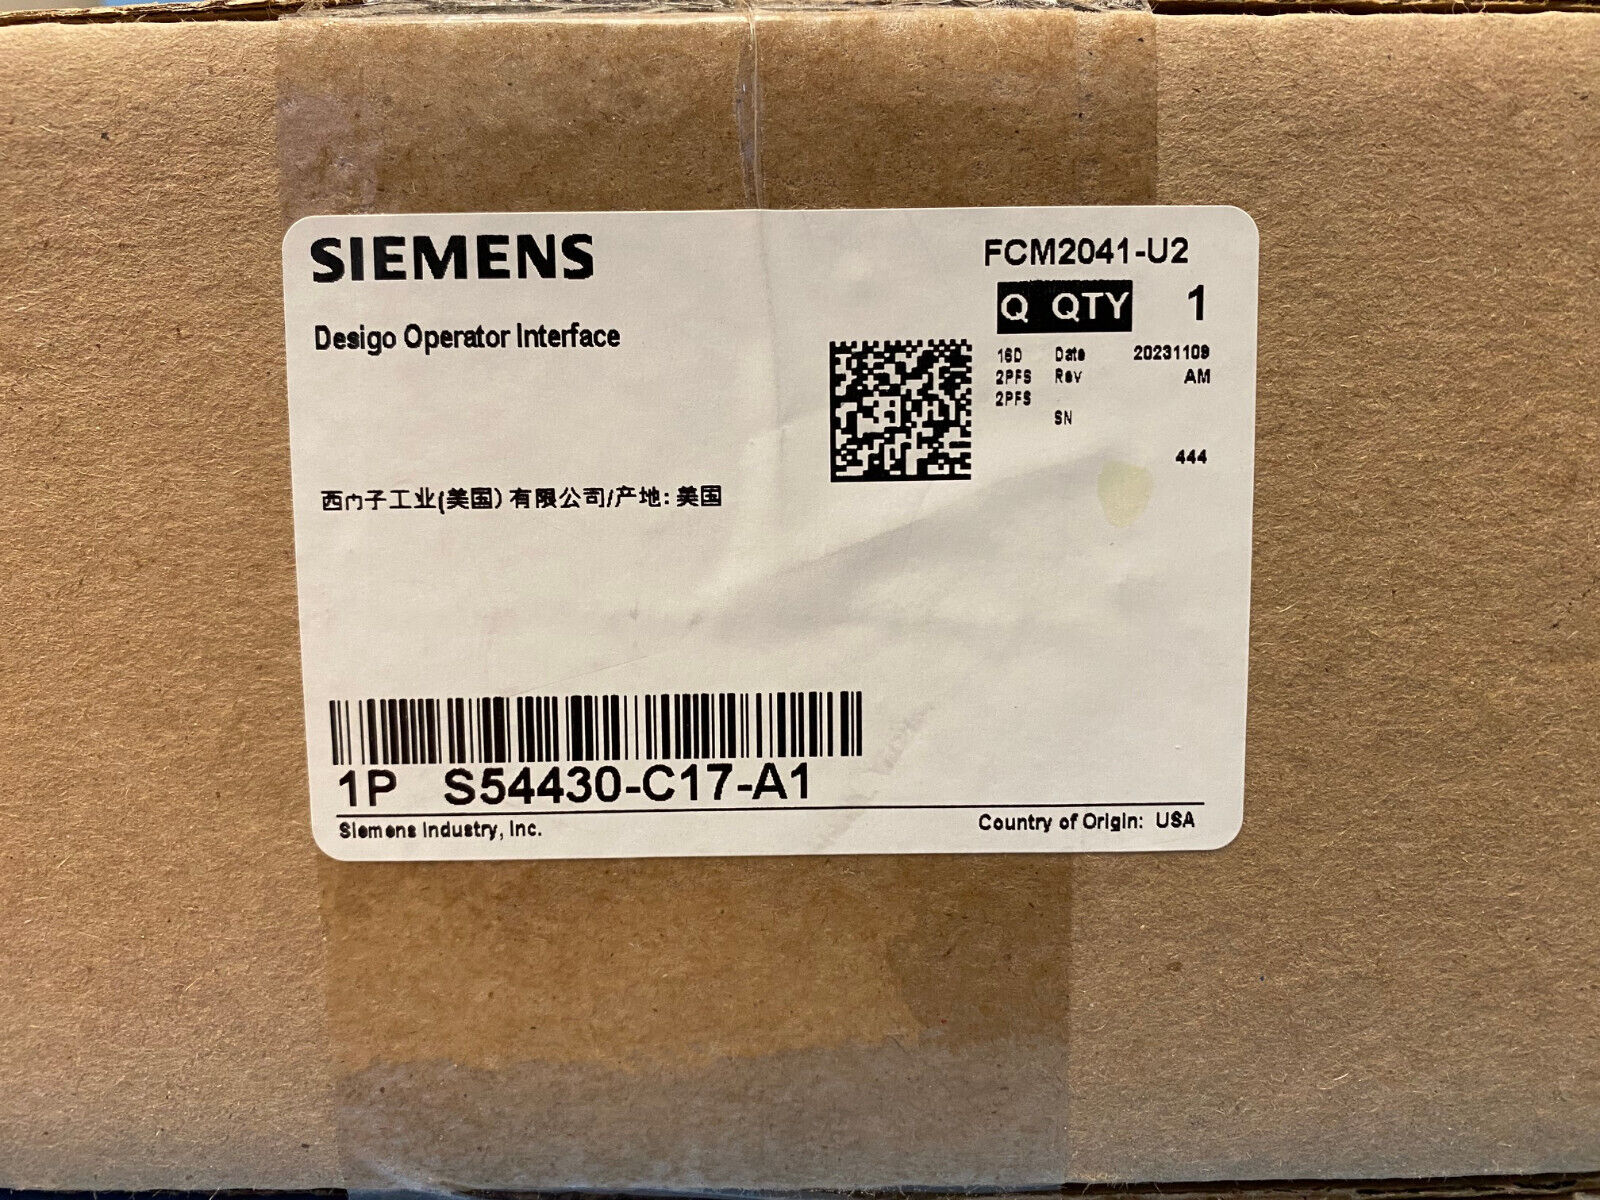 SIEMENS
FCM2041-U2
Q QTY 1
Desigo Operator Interface
16D Date 20231109
2PFS Rev AM
2PFS
SN
444
西门子工业(美国)有限公司/产地: 美国
1P S54430-C17-A1
Siemens Industry, Inc.
Country of Origin: USA